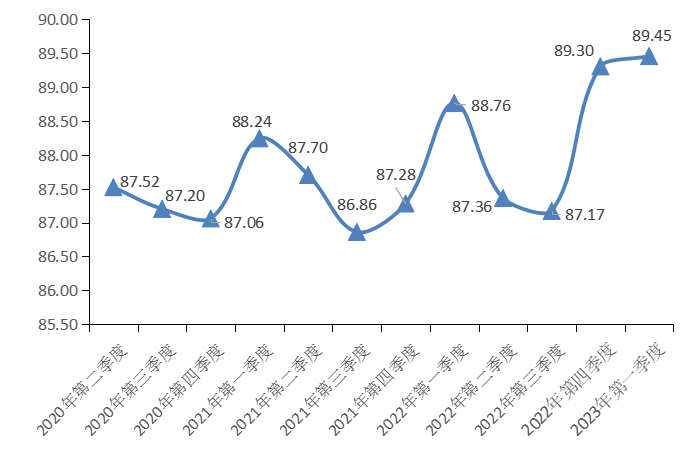 90.00
89.50
89.00
88.50
88.00
87.50
87.00
86.50
86.00
85.50
87.52
87.20
87.06
88.24
87.70
86.86
87.28
88.76
87.36
87.17
89.30
89.45
2020年第二季度
2020年第三季度
2020年第四季度
2021年第一季度
2021年第二季度
2021年第三季度
2021年第四季度
2022年第一季度
2022年第二季度
2022年第三季度
2022年第四季度
2023年第一季度